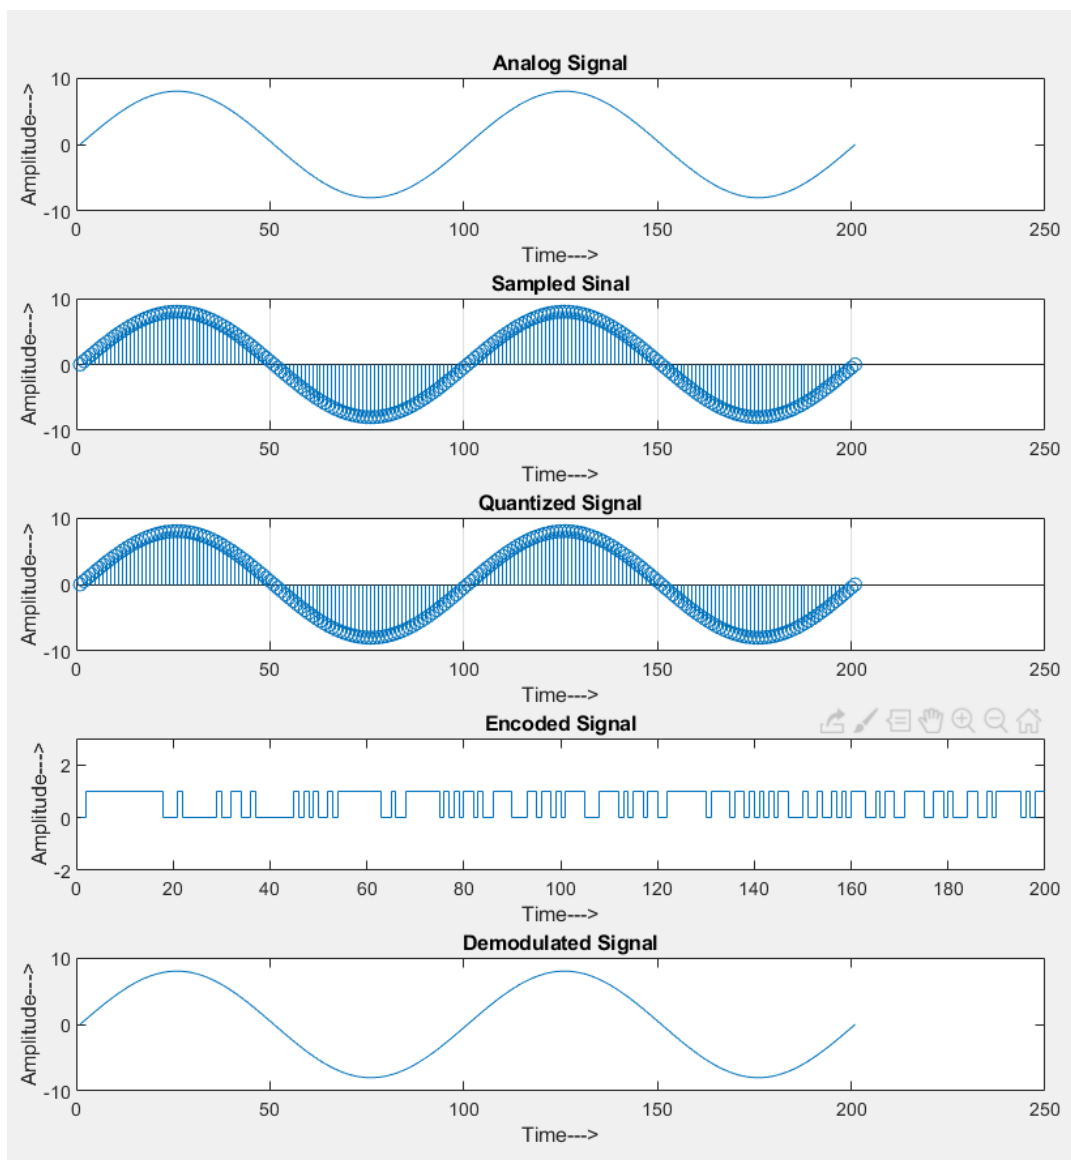 Analog Signal
Amplitude--->
10
0
-10
0 50 100 150 200 250
Time--->
Sampled Sinal
Amplitude--->
10
0
-10
0 50 100 150 200 250
Time--->
Quantized Signal
Amplitude--->
10
0
-10
0 50 100 150 200 250
Time--->
Encoded Signal
Amplitude--->
2
0
-2
0 20 40 60 80 100 120 140 160 180 200
Time--->
Demodulated Signal
Amplitude--->
10
0
-10
0 50 100 150 200 250
Time--->